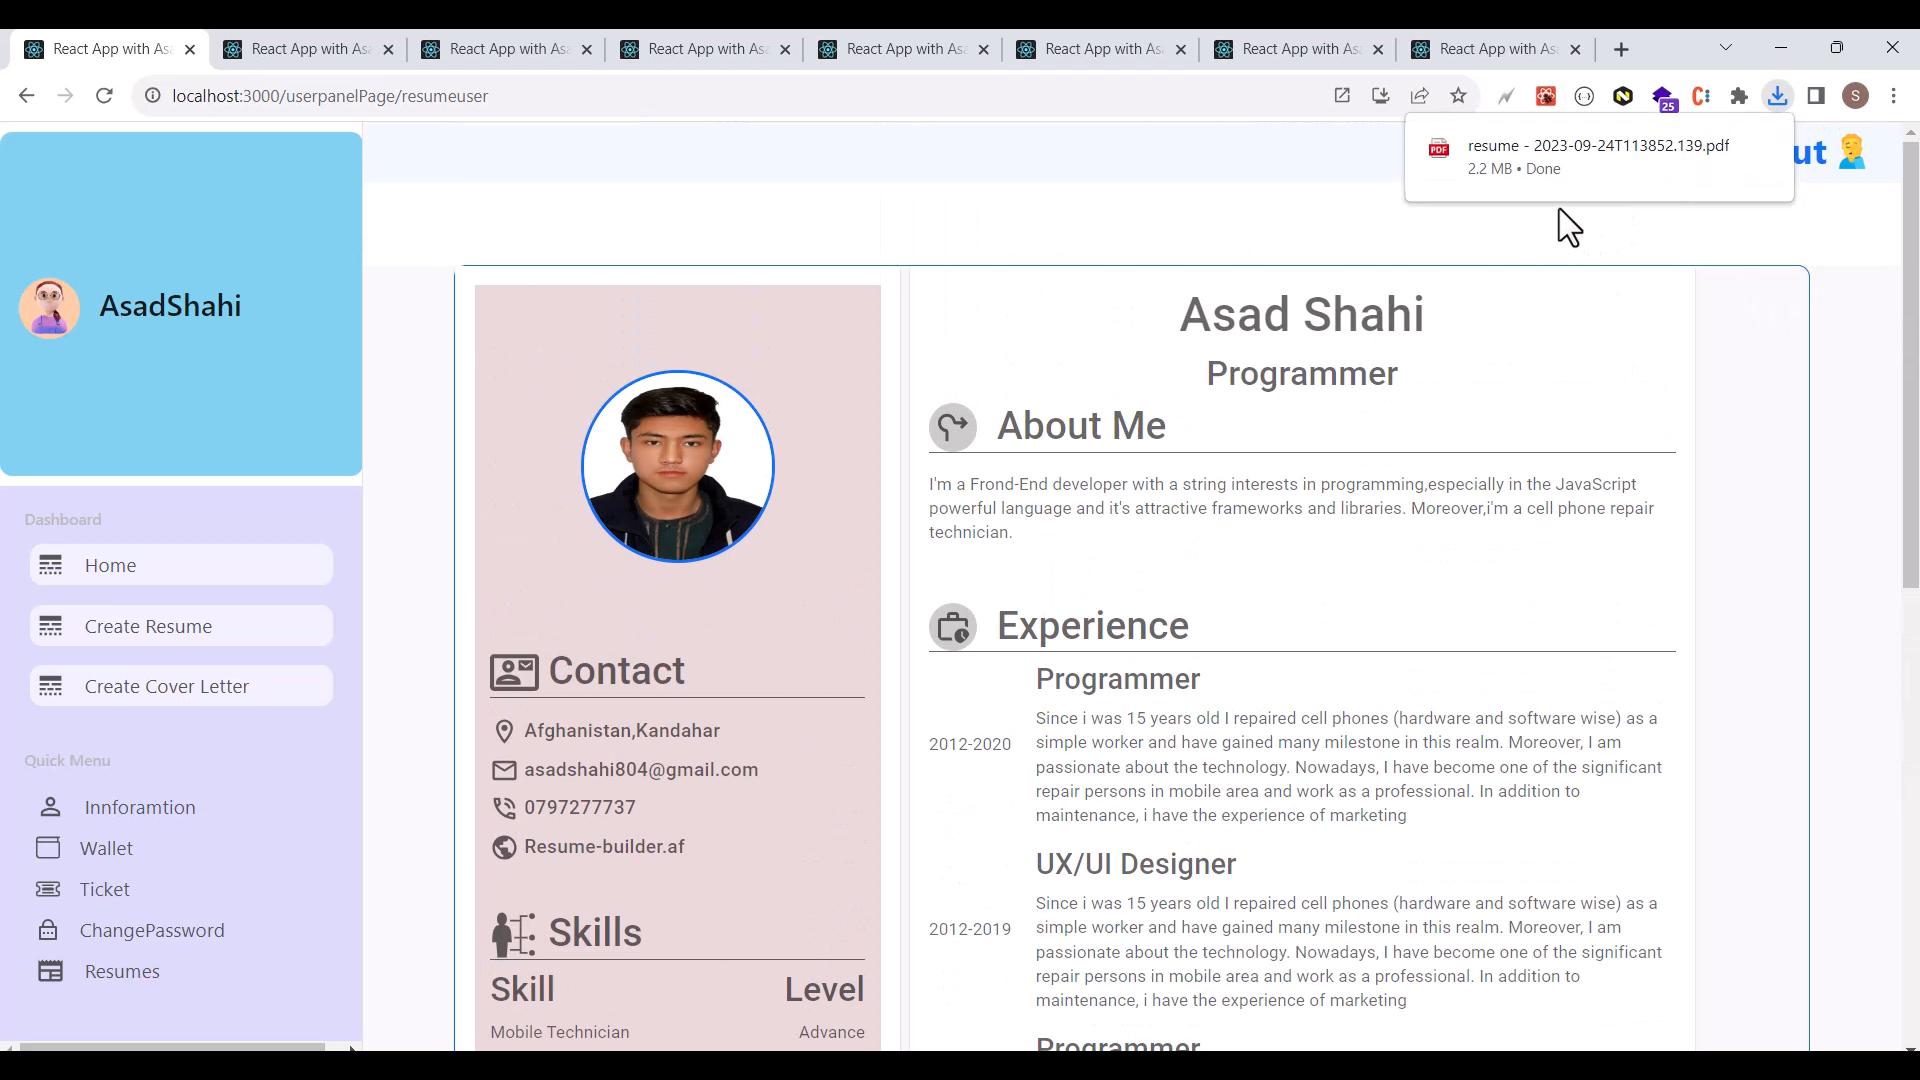 React App with As
React App with As
React App with As
React App with As
React App with As
React App with As
React App with As
React App with As
localhost:3000/userpanelPage/resumeuser
25
S
PDF
resume - 2023-09-24T113852.139.pdf
2.2 MB • Done
ut
AsadShahi
Dashboard
Home
Create Resume
Create Cover Letter
Quick Menu
Innforamtion
Wallet
Ticket
ChangePassword
Resumes
Contact
Afghanistan,Kandahar
asadshahi804@gmail.com
0797277737
Resume-builder.af
Skills
Skill Level
Mobile Technician Advance
Asad Shahi
Programmer
About Me
I'm a Frond-End developer with a string interests in programming,especially in the JavaScript
powerful language and it's attractive frameworks and libraries. Moreover,i'm a cell phone repair
technician.
Experience
Programmer
2012-2020
Since i was 15 years old I repaired cell phones (hardware and software wise) as a
simple worker and have gained many milestone in this realm. Moreover, I am
passionate about the technology. Nowadays, I have become one of the significant
repair persons in mobile area and work as a professional. In addition to
maintenance, i have the experience of marketing
UX/UI Designer
2012-2019
Since i was 15 years old I repaired cell phones (hardware and software wise) as a
simple worker and have gained many milestone in this realm. Moreover, I am
passionate about the technology. Nowadays, I have become one of the significant
repair persons in mobile area and work as a professional. In addition to
maintenance, i have the experience of marketing
Programmer